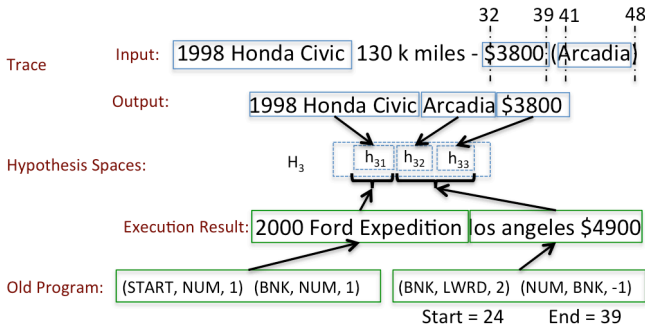 32 39 41 48
Trace Input: 1998 Honda Civic 130 k miles - $3800 (Arcadia)
Output: 1998 Honda Civic Arcadia $3800
Hypothesis Spaces: H3 h31 h32 h33
Execution Result: 2000 Ford Expedition los angeles $4900
Old Program: (START, NUM, 1) (BNK, NUM, 1) (BNK, LWRD, 2) (NUM, BNK, -1)
Start = 24 End = 39